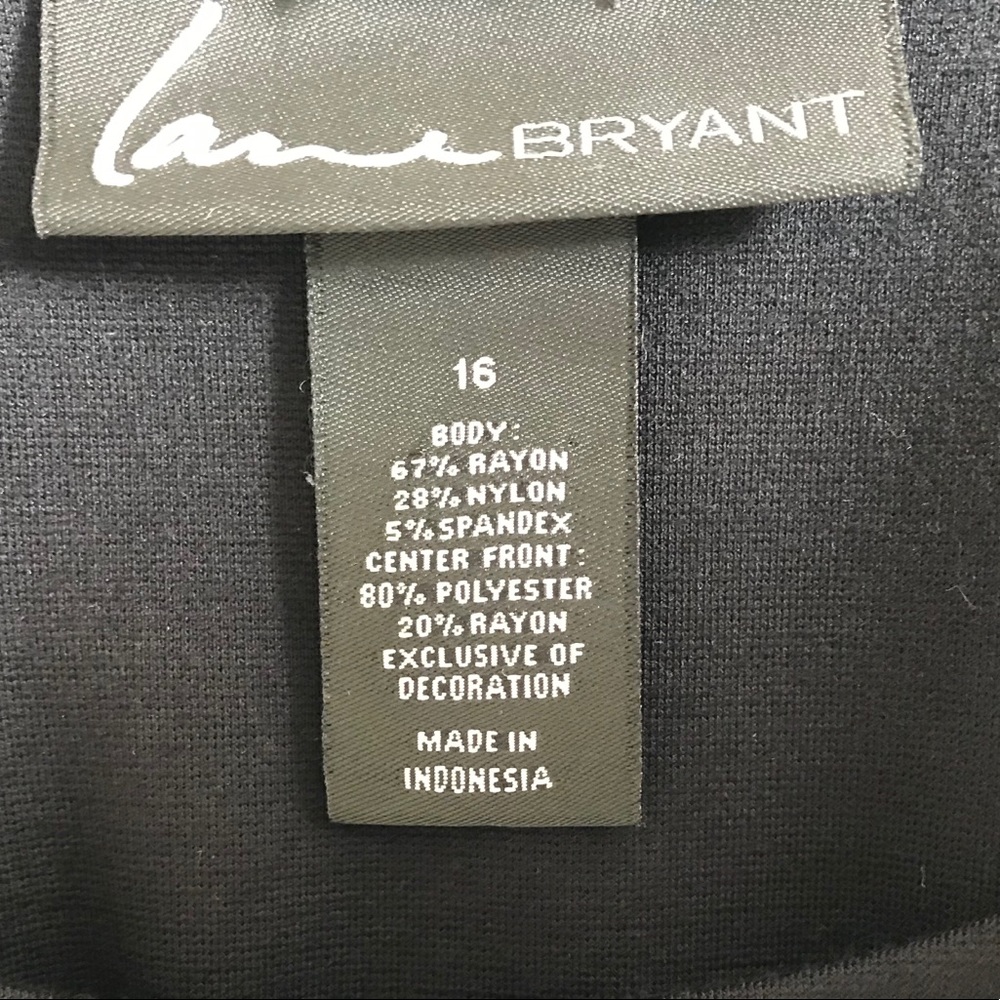 Lane BRYANT
16
BODY:
67% RAYON
28% NYLON
5% SPANDEX
CENTER FRONT:
80% POLYESTER
20% RAYON
EXCLUSIVE OF
DECORATION
MADE IN
INDONESIA